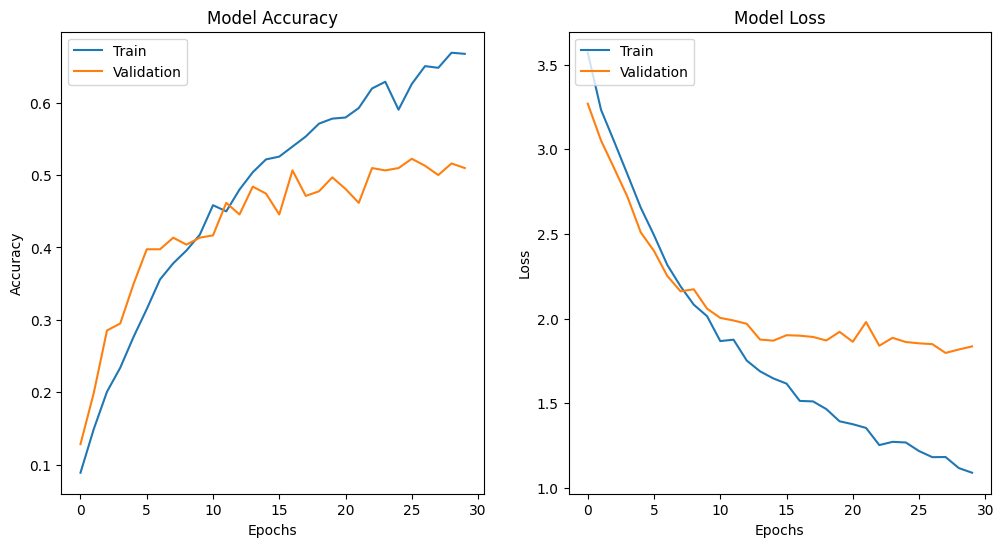 Model Accuracy
Train
Validation
0.6
0.5
0.4
0.3
0.2
0.1
Accuracy
0 5 10 15 20 25 30
Epochs
Model Loss
Train
Validation
3.5
3.0
2.5
2.0
1.5
1.0
Loss
0 5 10 15 20 25 30
Epochs